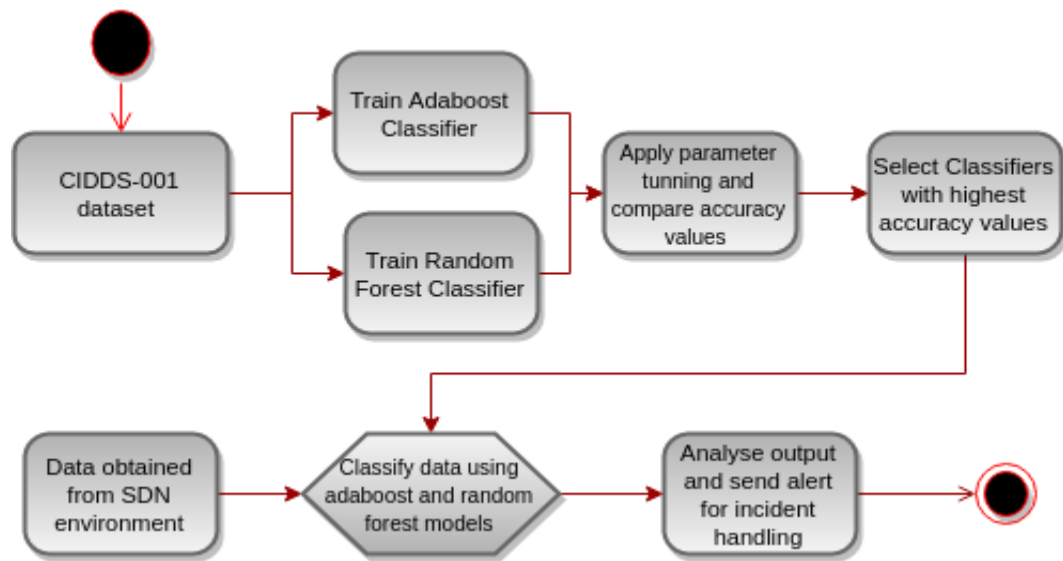 CIDDS-001
dataset
Train Adaboost
Classifier
Train Random
Forest Classifier
Apply parameter
tunning and
compare accuracy
values
Select Classifiers
with highest
accuracy values
Data obtained
from SDN
environment
Classify data using
adaboost and random
forest models
Analyse output
and send alert
for incident
handling